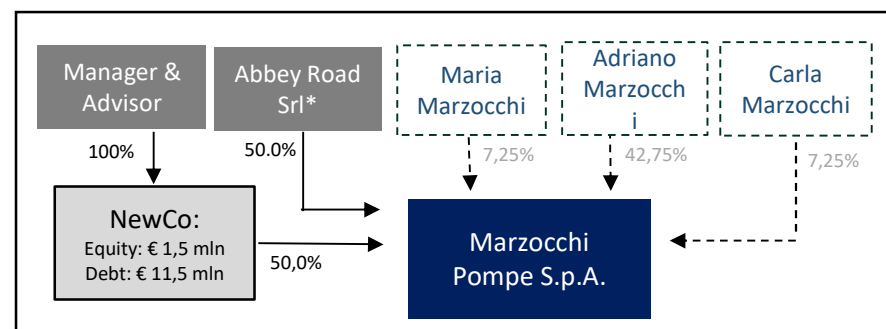 Manager &
Advisor
Abbey Road
Srl*
Maria
Marzocchi
Adriano
Marzocch
i
Carla
Marzocchi
100%
50.0%
7,25%
42,75%
7,25%
NewCo:
Equity: € 1,5 mln
Debt: € 11,5 mln
50,0%
Marzocchi
Pompe S.p.A.